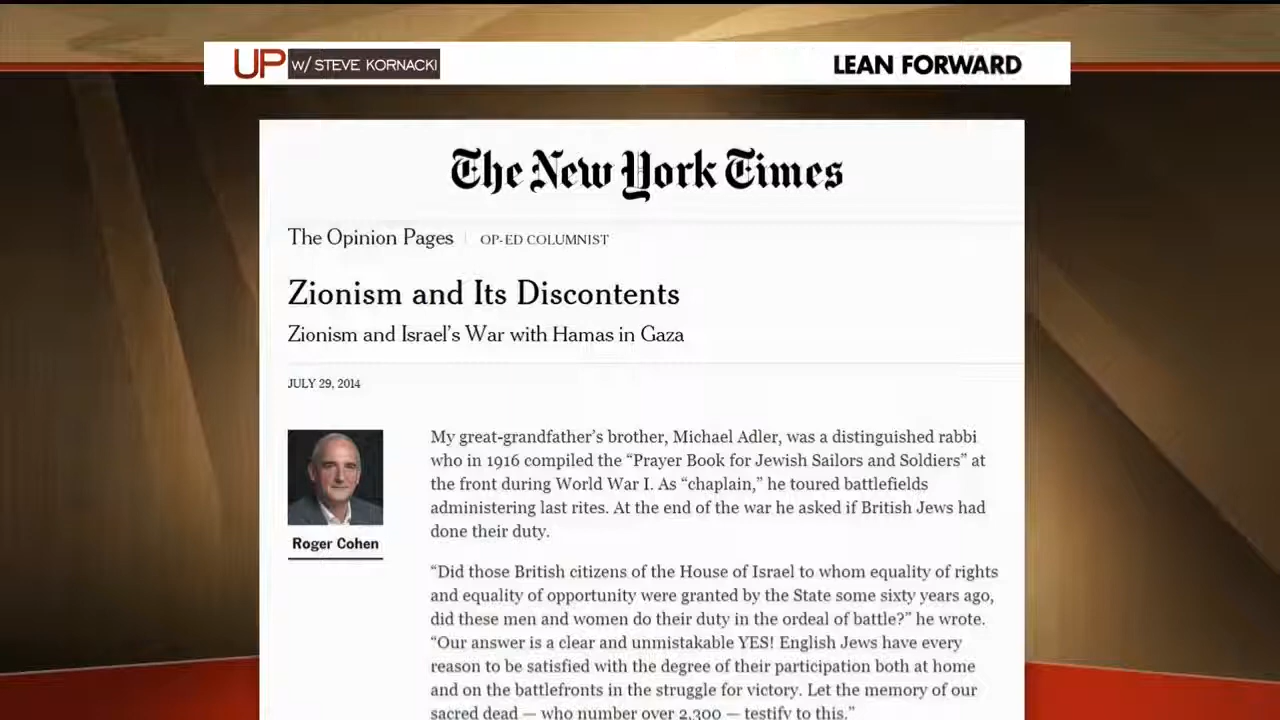 UP W/ STEVE KORNACKI
LEAN FORWARD
The New York Times
The Opinion Pages | OP-ED COLUMNIST
Zionism and Its Discontents
Zionism and Israel's War with Hamas in Gaza
JULY 29, 2014
Roger Cohen
My great-grandfather's brother, Michael Adler, was a distinguished rabbi
who in 1916 compiled the “Prayer Book for Jewish Sailors and Soldiers” at
the front during World War I. As “chaplain,” he toured battlefields
administering last rites. At the end of the war he asked if British Jews had
done their duty.
“Did those British citizens of the House of Israel to whom equality of rights
and equality of opportunity were granted by the State some sixty years ago,
did these men and women do their duty in the ordeal of battle?” he wrote.
“Our answer is a clear and unmistakable YES! English Jews have every
reason to be satisfied with the degree of their participation both at home
and on the battlefronts in the struggle for victory. Let the memory of our
sacred dead — who number over 2,300 — testify to this.”